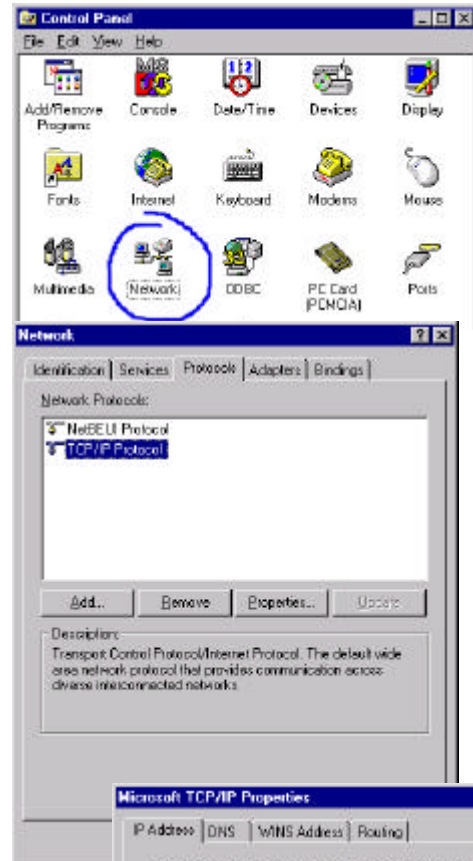 Control Panel
File Edit View Help
Add/Remove Programs
Console
Date/Time
Devices
Display
Fonts
Internet
Keyboard
Modems
Mouse
Multimedia
Network
ODBC
PC Card (PCMCIA)
Ports
Network
Identification Services Protocols Adapters Bindings
Network Protocols:
NetBEUI Protocol
TCP/IP Protocol
Add... Remove Properties... Update
Description:
Transport Control Protocol/Internet Protocol. The default wide
area network protocol that provides communication across
diverse interconnected networks.
Microsoft TCP/IP Properties
IP Address DNS WINS Address Routing